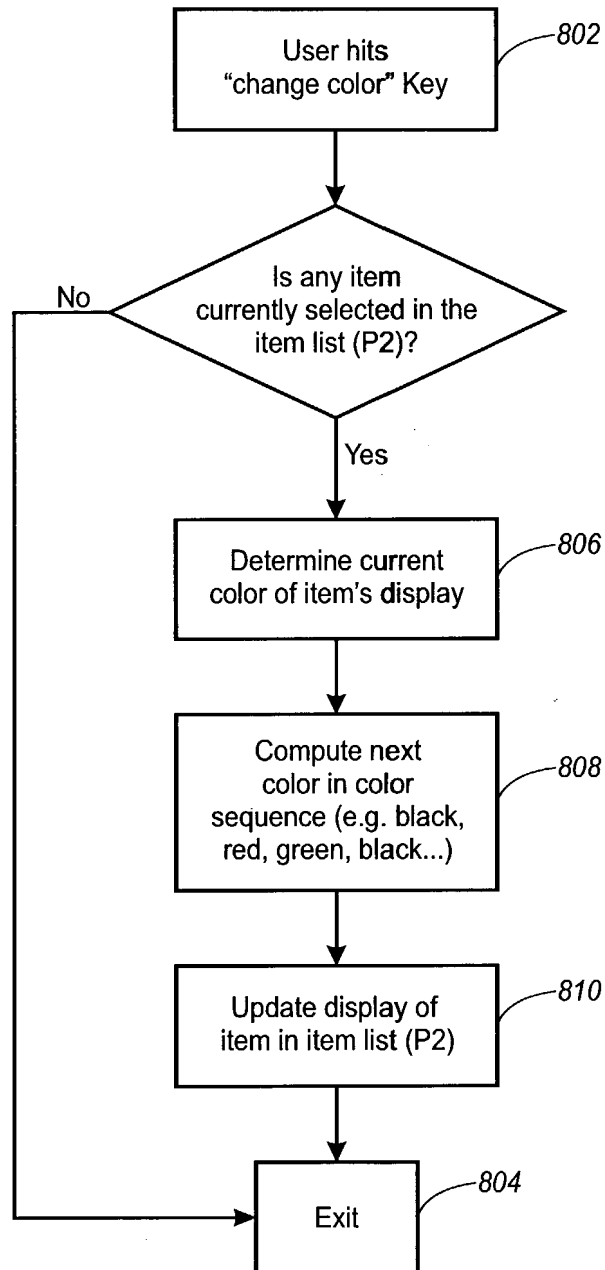 User hits
"change color" Key
802
Is any item
currently selected in the
item list (P2)?
No
Yes
Determine current
color of item's display
806
Compute next
color in color
sequence (e.g. black,
red, green, black...)
808
Update display of
item in item list (P2)
810
Exit
804